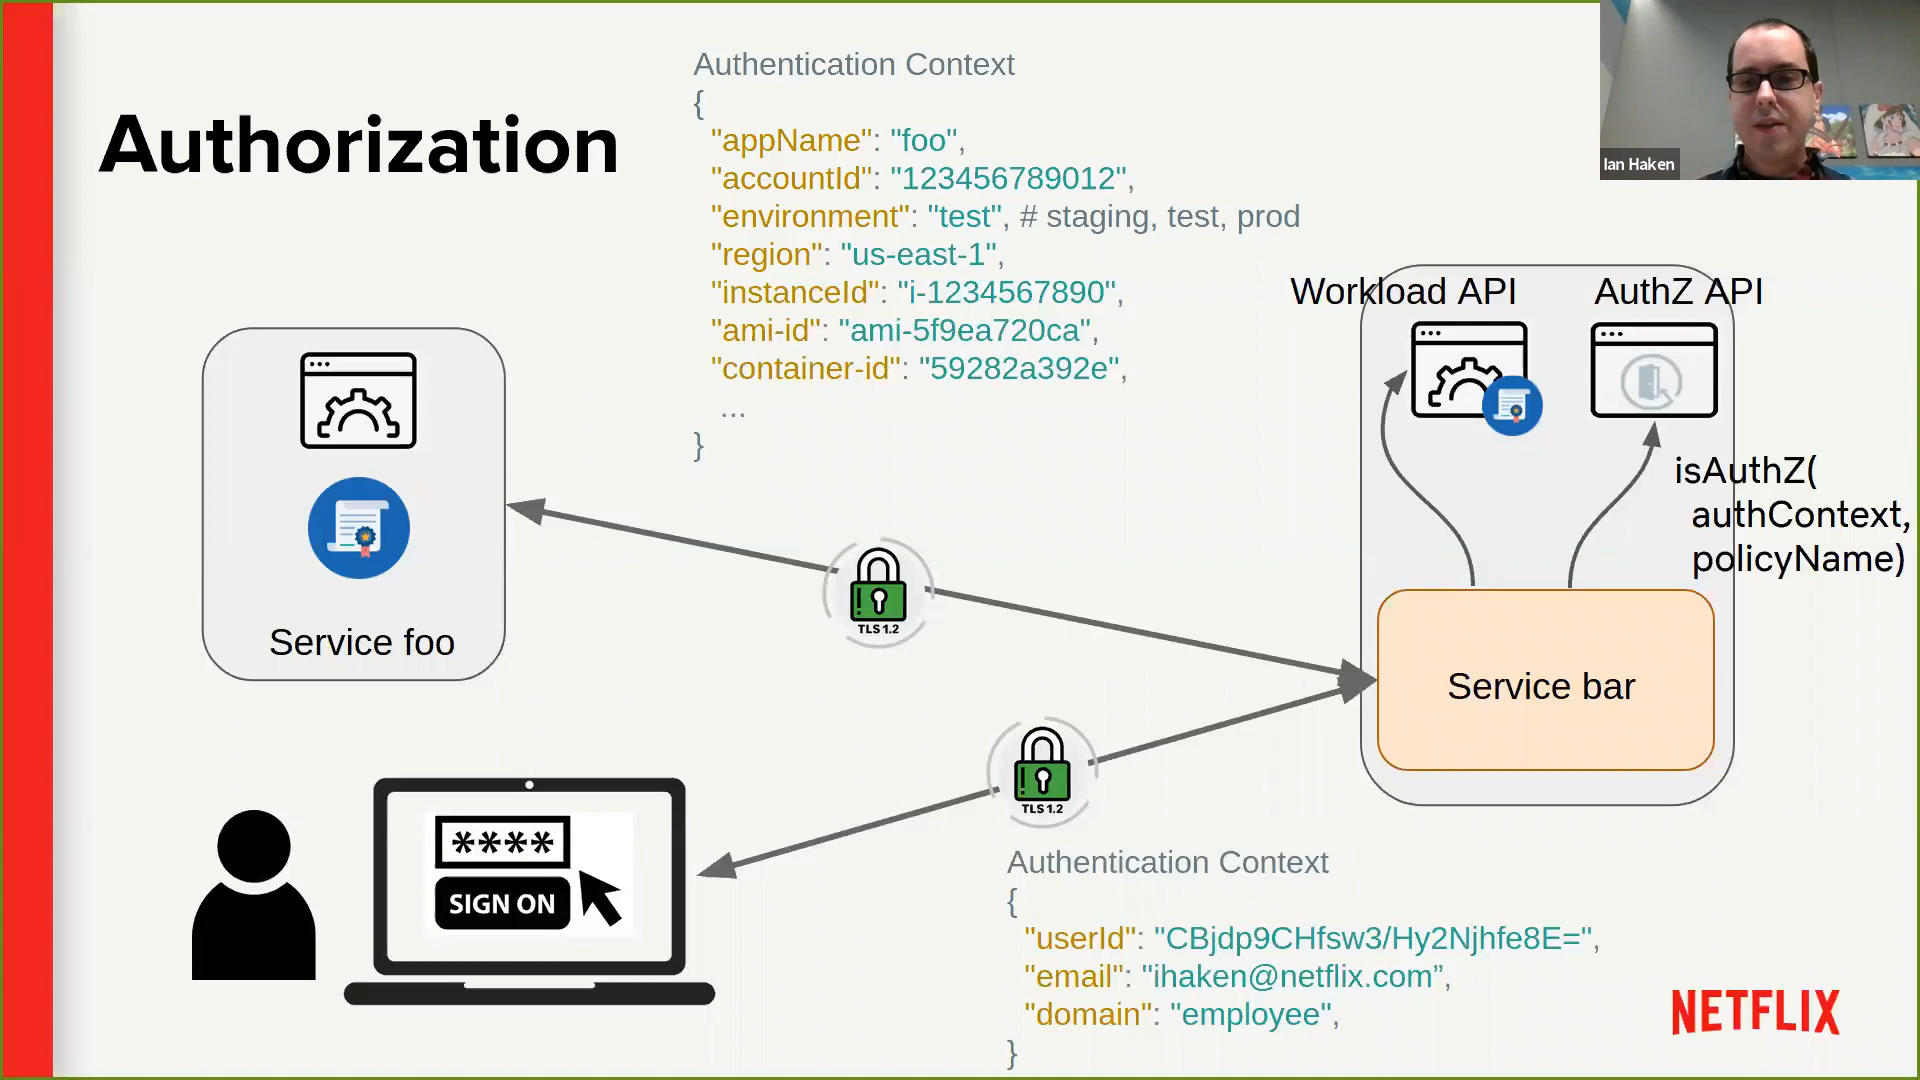 Authorization
Authentication Context
{
"appName": "foo",
"accountId": "123456789012",
"environment": "test", # staging, test, prod
"region": "us-east-1",
"instanceId": "i-1234567890",
"ami-id": "ami-5f9ea720ca",
"container-id": "59282a392e",
...
}
Ian Haken
Workload API
AuthZ API
isAuthZ(
authContext,
policyName)
Service foo
TLS 1.2
Service bar
TLS 1.2
****
SIGN ON
Authentication Context
{
"userId": "CBjdp9CHfsw3/Hy2Njhfe8E=",
"email": "ihaken@netflix.com”,
"domain": "employee",
}
NETFLIX